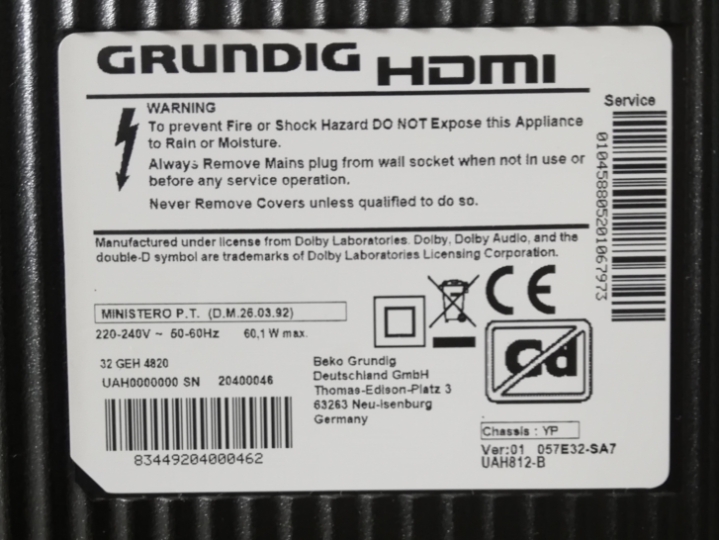 GRUNDIG HDMI
WARNING
To prevent Fire or Shock Hazard DO NOT Expose this Appliance
to Rain or Moisture.
Always Remove Mains plug from wall socket when not in use or
before any service operation.
Never Remove Covers unless qualified to do so.
Service
01045880520106​7973
Manufactured under license from Dolby Laboratories. Dolby, Dolby Audio, and the
double-D symbol are trademarks of Dolby Laboratories Licensing Corporation.
MINISTERO P.T. (D.M.26.03.92)
220-240V ~ 50-60Hz 60,1 W max.
CE
Cd
32 GEH 4820
UAH0000000 SN 20400046
83449204000462
Beko Grundig
Deutschland GmbH
Thomas-Edison-Platz 3
63263 Neu-Isenburg
Germany
Chassis : YP
Ver:01 057E32-SA7
UAH812-B